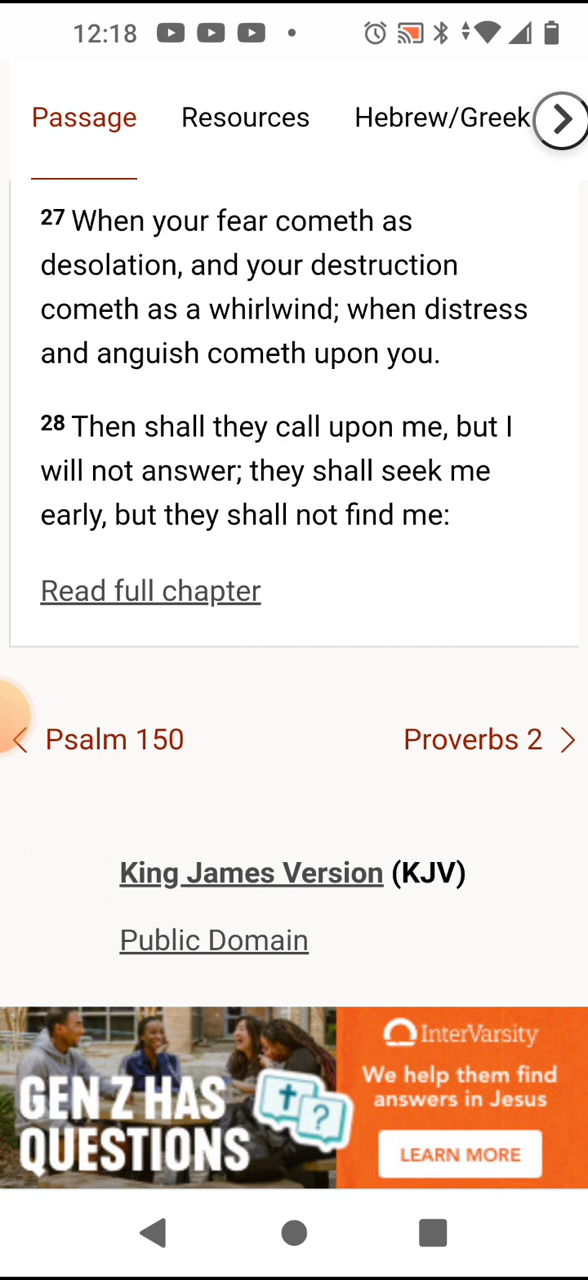 12:18
Passage Resources Hebrew/Greek
27 When your fear cometh as
desolation, and your destruction
cometh as a whirlwind; when distress
and anguish cometh upon you.
28 Then shall they call upon me, but I
will not answer; they shall seek me
early, but they shall not find me:
Read full chapter
Psalm 150 Proverbs 2
King James Version (KJV)
Public Domain
GEN Z HAS
QUESTIONS
?
InterVarsity
We help them find
answers in Jesus
LEARN MORE